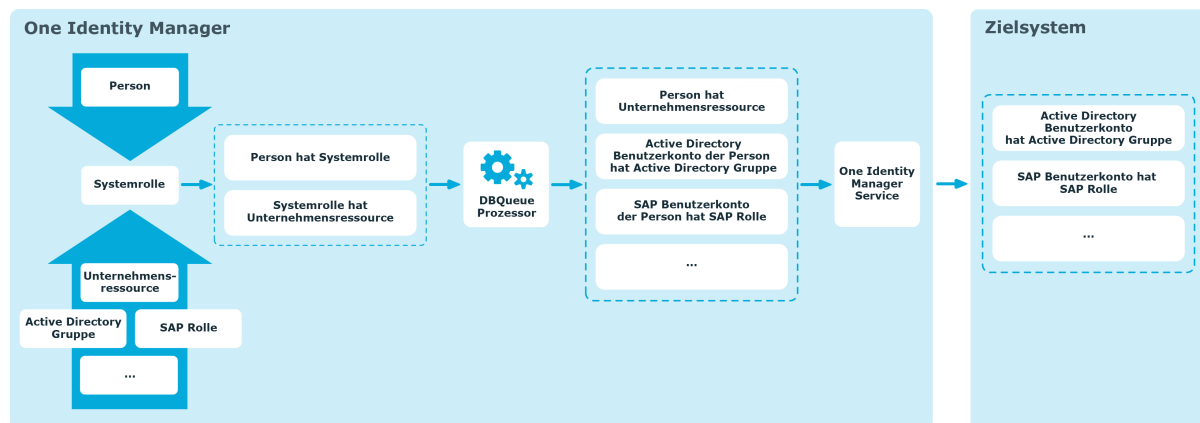 One Identity Manager
Person
Systemrolle
Unternehmens-
ressource
Active Directory
Gruppe
SAP Rolle
...
Person hat Systemrolle
Systemrolle hat
Unternehmensressource
DBQueue
Prozessor
Person hat
Unternehmensressource
Active Directory
Benutzerkonto der Person
hat Active Directory Gruppe
SAP Benutzerkonto
der Person hat SAP Rolle
...
One Identity
Manager
Service
Zielsystem
Active Directory
Benutzerkonto
hat Active Directory Gruppe
SAP Benutzerkonto hat
SAP Rolle
...